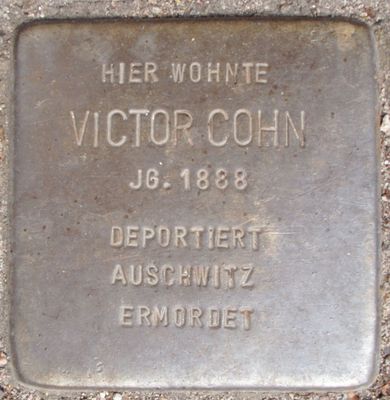 HIER WOHNTE
VICTOR COHN
JG. 1888
DEPORTIERT
AUSCHWITZ
ERMORDET